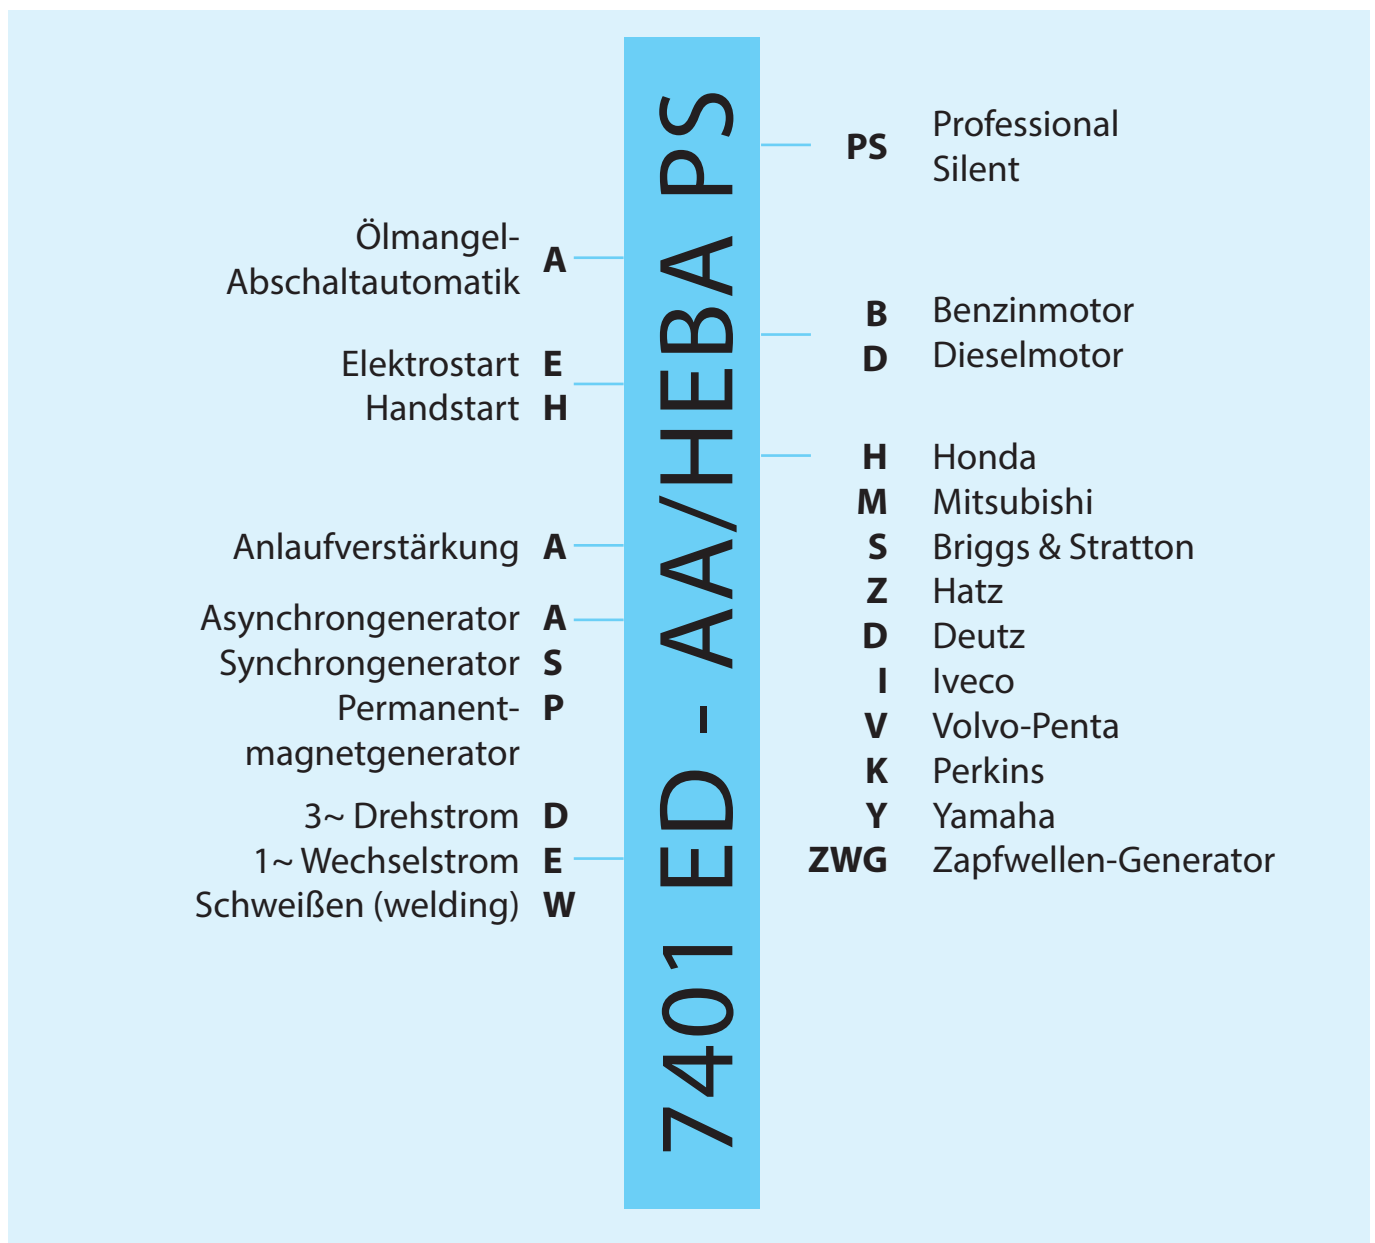 Ölmangel-
Abschaltautomatik A
Elektrostart E
Handstart H
Anlaufverstärkung A
Asynchrongenerator A
Synchrongenerator S
Permanent- P
magnetgenerator
3~ Drehstrom D
1~ Wechselstrom E
Schweißen (welding) W
7401 ED - AA/HEBA PS
PS Professional
Silent
B Benzinmotor
D Dieselmotor
H Honda
M Mitsubishi
S Briggs & Stratton
Z Hatz
D Deutz
I Iveco
V Volvo-Penta
K Perkins
Y Yamaha
ZWG Zapfwellen-Generator